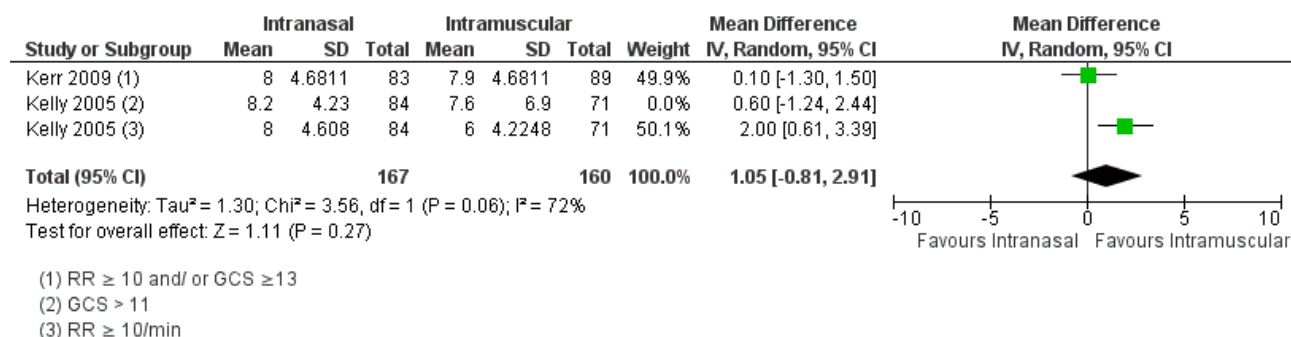 Intranasal Intramuscular Mean Difference Mean Difference
Study or Subgroup Mean SD Total Mean SD Total Weight IV, Random, 95% CI IV, Random, 95% CI
Kerr 2009 (1) 8 4.6811 83 7.9 4.6811 89 49.9% 0.10 [-1.30, 1.50]
Kelly 2005 (2) 8.2 4.23 84 7.6 6.9 71 0.0% 0.60 [-1.24, 2.44]
Kelly 2005 (3) 8 4.608 84 6 4.2248 71 50.1% 2.00 [0.61, 3.39]
Total (95% CI) 167 160 100.0% 1.05 [-0.81, 2.91]
Heterogeneity: Tau² = 1.30; Chi² = 3.56, df = 1 (P = 0.06); I² = 72%
Test for overall effect: Z = 1.11 (P = 0.27)
-10 -5 0 5 10
Favours Intranasal Favours Intramuscular
(1) RR ≥ 10 and/ or GCS ≥13
(2) GCS > 11
(3) RR ≥ 10/min